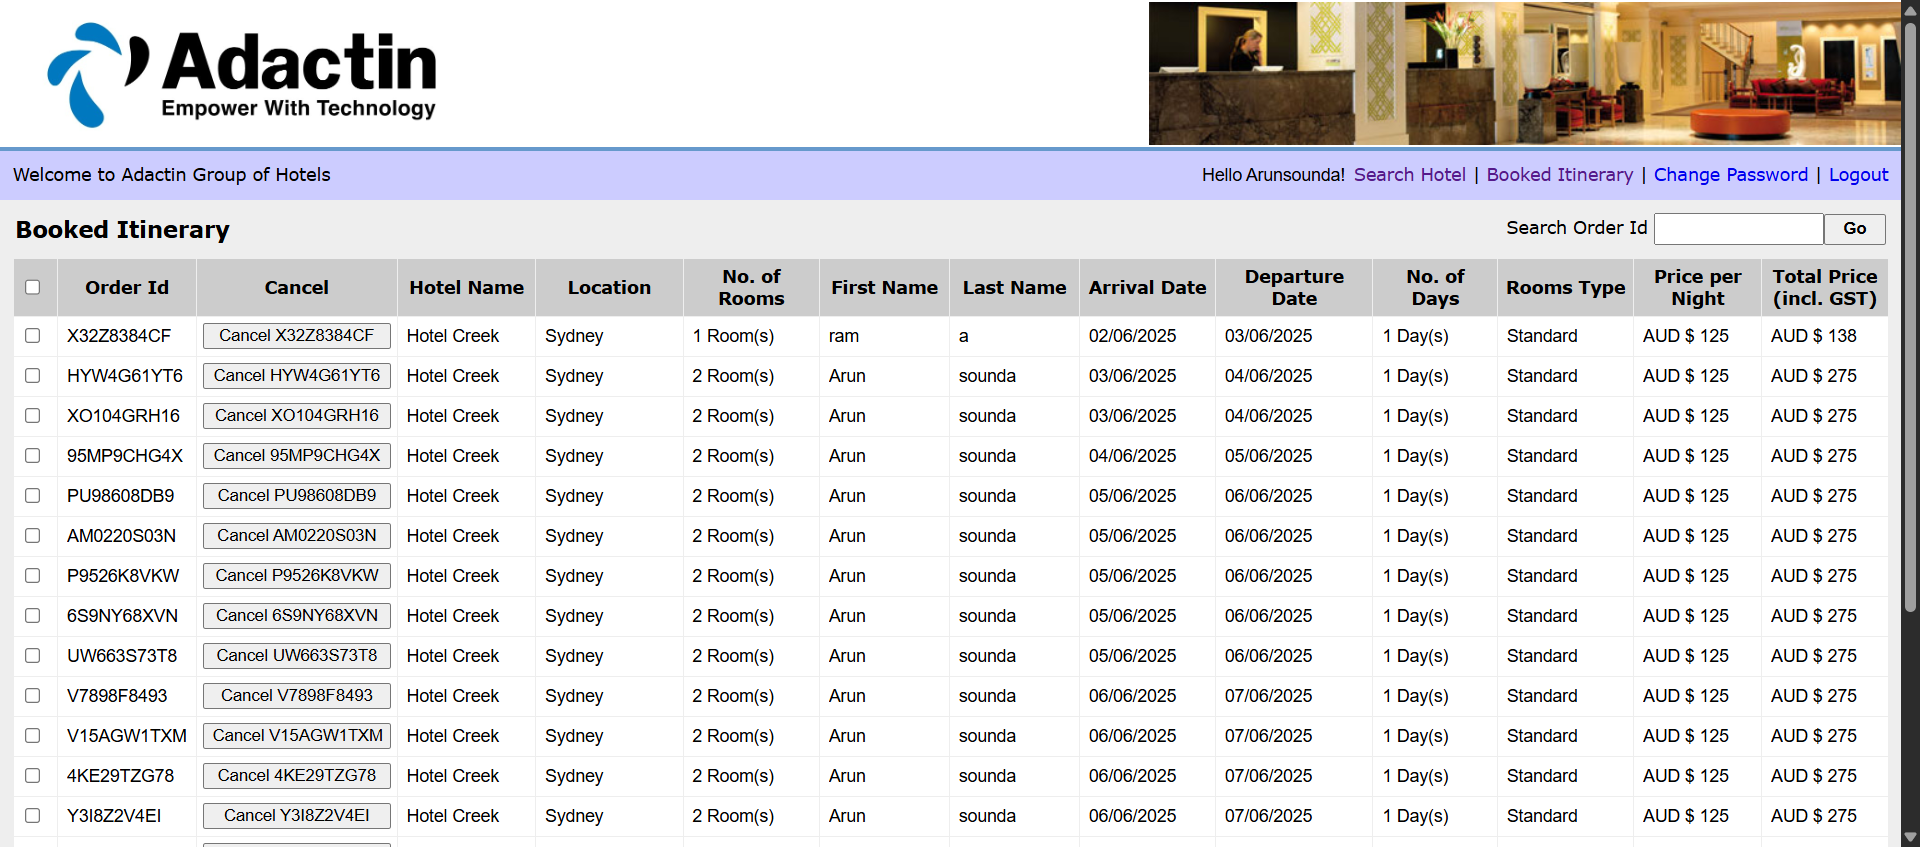 Adactin
Empower With Technology
Welcome to Adactin Group of Hotels
Hello Arunsounda! Search Hotel | Booked Itinerary | Change Password | Logout
Booked Itinerary
Search Order Id Go
Order Id Cancel Hotel Name Location No. of Rooms First Name Last Name Arrival Date Departure Date No. of Days Rooms Type Price per Night Total Price (incl. GST)
X32Z8384CF Cancel X32Z8384CF Hotel Creek Sydney 1 Room(s) ram a 02/06/2025 03/06/2025 1 Day(s) Standard AUD $ 125 AUD $ 138
HYW4G61YT6 Cancel HYW4G61YT6 Hotel Creek Sydney 2 Room(s) Arun sounda 03/06/2025 04/06/2025 1 Day(s) Standard AUD $ 125 AUD $ 275
XO104GRH16 Cancel XO104GRH16 Hotel Creek Sydney 2 Room(s) Arun sounda 03/06/2025 04/06/2025 1 Day(s) Standard AUD $ 125 AUD $ 275
95MP9CHG4X Cancel 95MP9CHG4X Hotel Creek Sydney 2 Room(s) Arun sounda 04/06/2025 05/06/2025 1 Day(s) Standard AUD $ 125 AUD $ 275
PU98608DB9 Cancel PU98608DB9 Hotel Creek Sydney 2 Room(s) Arun sounda 05/06/2025 06/06/2025 1 Day(s) Standard AUD $ 125 AUD $ 275
AM0220S03N Cancel AM0220S03N Hotel Creek Sydney 2 Room(s) Arun sounda 05/06/2025 06/06/2025 1 Day(s) Standard AUD $ 125 AUD $ 275
P9526K8VKW Cancel P9526K8VKW Hotel Creek Sydney 2 Room(s) Arun sounda 05/06/2025 06/06/2025 1 Day(s) Standard AUD $ 125 AUD $ 275
6S9NY68XVN Cancel 6S9NY68XVN Hotel Creek Sydney 2 Room(s) Arun sounda 05/06/2025 06/06/2025 1 Day(s) Standard AUD $ 125 AUD $ 275
UW663S73T8 Cancel UW663S73T8 Hotel Creek Sydney 2 Room(s) Arun sounda 05/06/2025 06/06/2025 1 Day(s) Standard AUD $ 125 AUD $ 275
V7898F8493 Cancel V7898F8493 Hotel Creek Sydney 2 Room(s) Arun sounda 06/06/2025 07/06/2025 1 Day(s) Standard AUD $ 125 AUD $ 275
V15AGW1TXM Cancel V15AGW1TXM Hotel Creek Sydney 2 Room(s) Arun sounda 06/06/2025 07/06/2025 1 Day(s) Standard AUD $ 125 AUD $ 275
4KE29TZG78 Cancel 4KE29TZG78 Hotel Creek Sydney 2 Room(s) Arun sounda 06/06/2025 07/06/2025 1 Day(s) Standard AUD $ 125 AUD $ 275
Y3I8Z2V4EI Cancel Y3I8Z2V4EI Hotel Creek Sydney 2 Room(s) Arun sounda 06/06/2025 07/06/2025 1 Day(s) Standard AUD $ 125 AUD $ 275